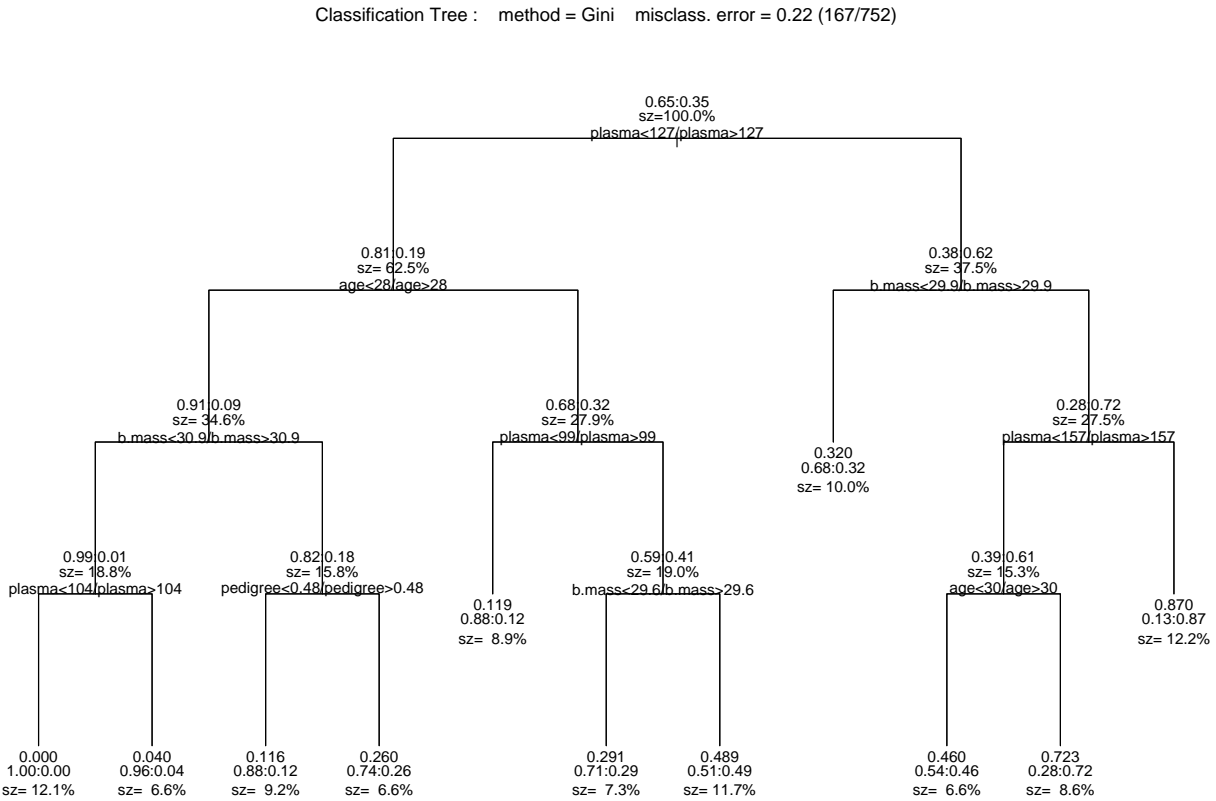 Classification Tree : method = Gini misclass. error = 0.22 (167/752)
0.65:0.35
sz=100.0%
plasma<127/plasma>127
0.81:0.19
sz= 62.5%
age<28/age>28
0.38:0.62
sz= 37.5%
b.mass<29.9/b.mass>29.9
0.91:0.09
sz= 34.6%
b.mass<30.9/b.mass>30.9
0.68:0.32
sz= 27.9%
plasma<99/plasma>99
0.320
0.68:0.32
sz= 10.0%
0.28:0.72
sz= 27.5%
plasma<157/plasma>157
0.99:0.01
sz= 18.8%
plasma<104/plasma>104
0.82:0.18
sz= 15.8%
pedigree<0.48/pedigree>0.48
0.119
0.88:0.12
sz= 8.9%
0.59:0.41
sz= 19.0%
b.mass<29.6/b.mass>29.6
0.39:0.61
sz= 15.3%
age<30/age>30
0.870
0.13:0.87
sz= 12.2%
0.000
1.00:0.00
sz= 12.1%
0.040
0.96:0.04
sz= 6.6%
0.116
0.88:0.12
sz= 9.2%
0.260
0.74:0.26
sz= 6.6%
0.291
0.71:0.29
sz= 7.3%
0.489
0.51:0.49
sz= 11.7%
0.460
0.54:0.46
sz= 6.6%
0.723
0.28:0.72
sz= 8.6%